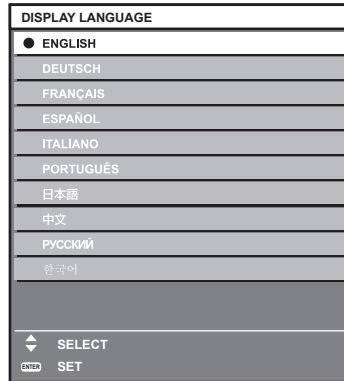 DISPLAY LANGUAGE
ENGLISH
DEUTSCH
FRANÇAIS
ESPAÑOL
ITALIANO
PORTUGUÊS
日本語
中文
РУССКИЙ
한국어
SELECT
ENTER SET